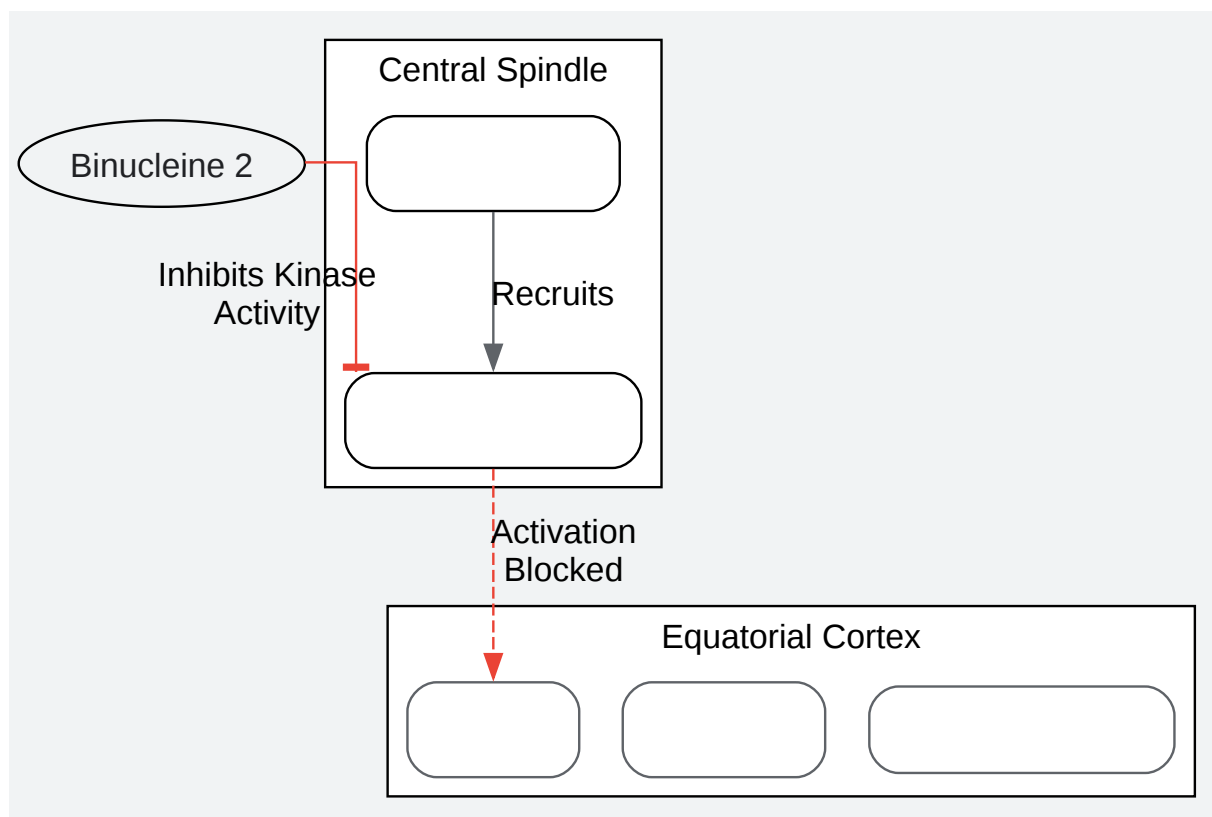 Central Spindle
Binucleine 2
Inhibits Kinase
Activity
Recruits
Activation
Blocked
Equatorial Cortex